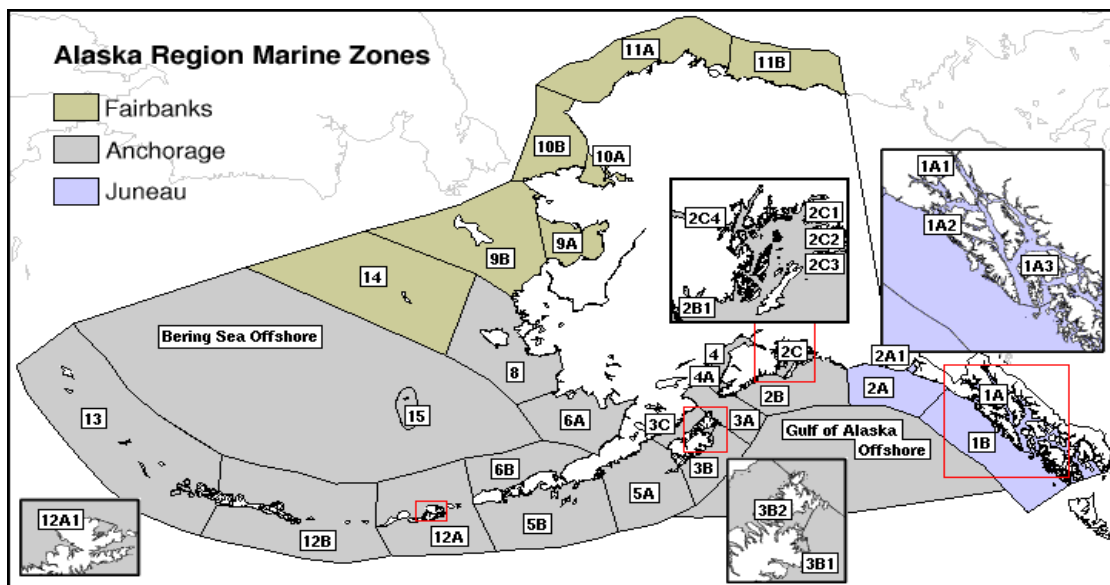 Alaska Region Marine Zones
Fairbanks
Anchorage
Juneau
11A
11B
10B
10A
9A
9B
14
Bering Sea Offshore
8
15
13
6A
6B
5A
5B
12A
12B
12A1
4
4A
2C
2B
3A
3B
3C
Gulf of Alaska
Offshore
2A1
2A
1A
1B
2C4
2C1
2C2
2C3
2B1
1A1
1A2
1A3
3B2
3B1